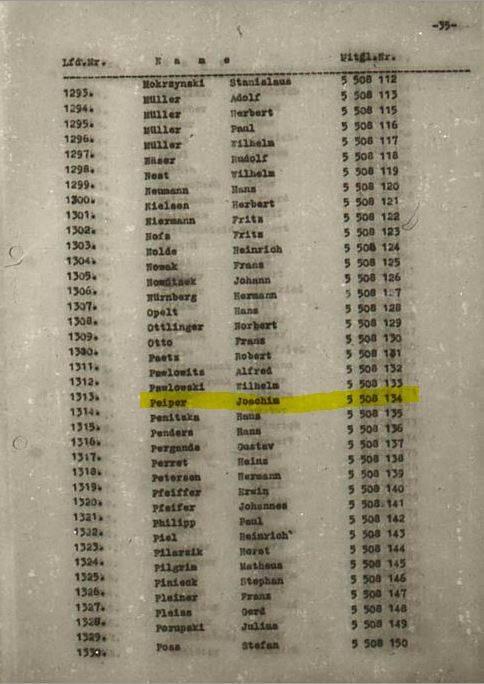 -35-
Lfd.Nr. N a m e Mitgl.Nr.
1293. Mokrzynski Stanislaus 5 508 112
1294. Müller Adolf 5 508 113
1295. Müller Herbert 5 508 115
1296. Müller Paul 5 508 116
1297. Müller Wilhelm 5 508 117
1298. Näser Rudolf 5 508 118
1299. Nest Wilhelm 5 508 119
1300. Neumann Hans 5 508 120
1301. Nielsen Herbert 5 508 121
1302. Niermann Fritz 5 508 122
1303. Nofs Fritz 5 508 123
1304. Nolde Heinrich 5 508 124
1305. Nowak Franz 5 508 125
1306. Johann 5 508 126
1307. Nürnberg Hermann 5 508 127
1308. Opelt Hans 5 508 128
1309. Ottlinger Norbert 5 508 129
1310. Otto Franz 5 508 130
1311. Paetz Robert 5 508 131
1312. Pawlowitz Alfred 5 508 132
1313. Pawlowski Wilhelm 5 508 133
1314. Peiper Joachim 5 508 134
1315. Penitzka Hans 5 508 135
1316. Penders Hans 5 508 136
1317. Perganda Gustav 5 508 137
1318. Perret Heinz 5 508 138
1319. Petersen Hermann 5 508 139
1320. Pfeiffer Erwin 5 508 140
1321. Pfeifer Johannes 5 508 141
1322. Philipp Paul 5 508 142
1323. Piel Heinrich 5 508 143
1324. Pilarzik Horst 5 508 144
1325. Pilgrim Matheus 5 508 145
1326. Pinieck Stephan 5 508 146
1327. Pleiner Franz 5 508 147
1328. Pleiss Gerd 5 508 148
1329. Porupski Julius 5 508 149
1330. Poss Stefan 5 508 150